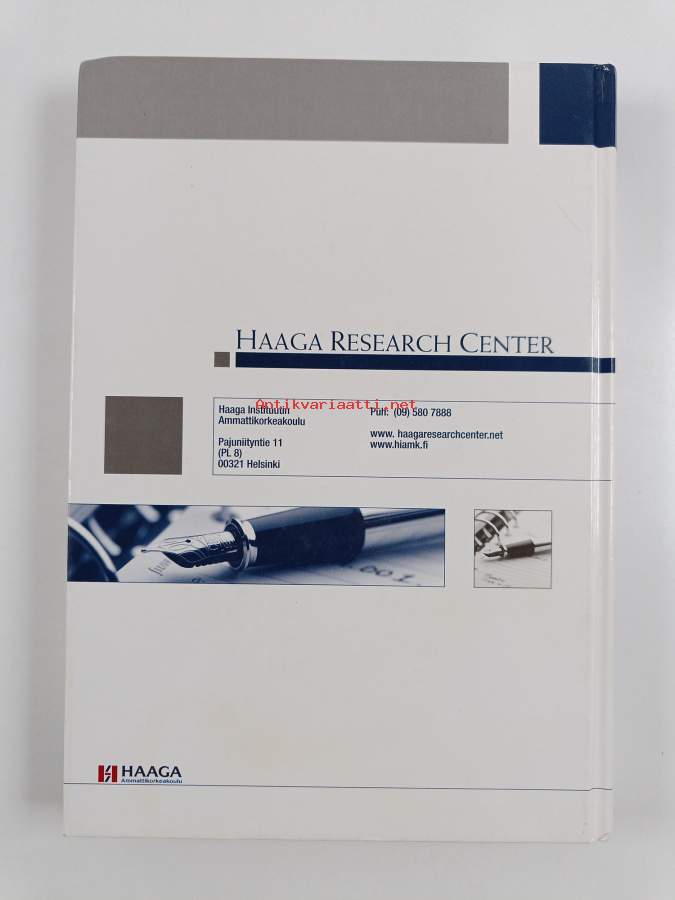 HAAGA RESEARCH CENTER
Antikvariaatti.net
Haaga Instituutin
Ammattikorkeakoulu
Pajuniityntie 11
(PL 8)
00321 Helsinki
Puh: (09) 580 7888
www. haagaresearchcenter.net
www.hiamk.fi
HAAGA
Ammattikorkeakoulu